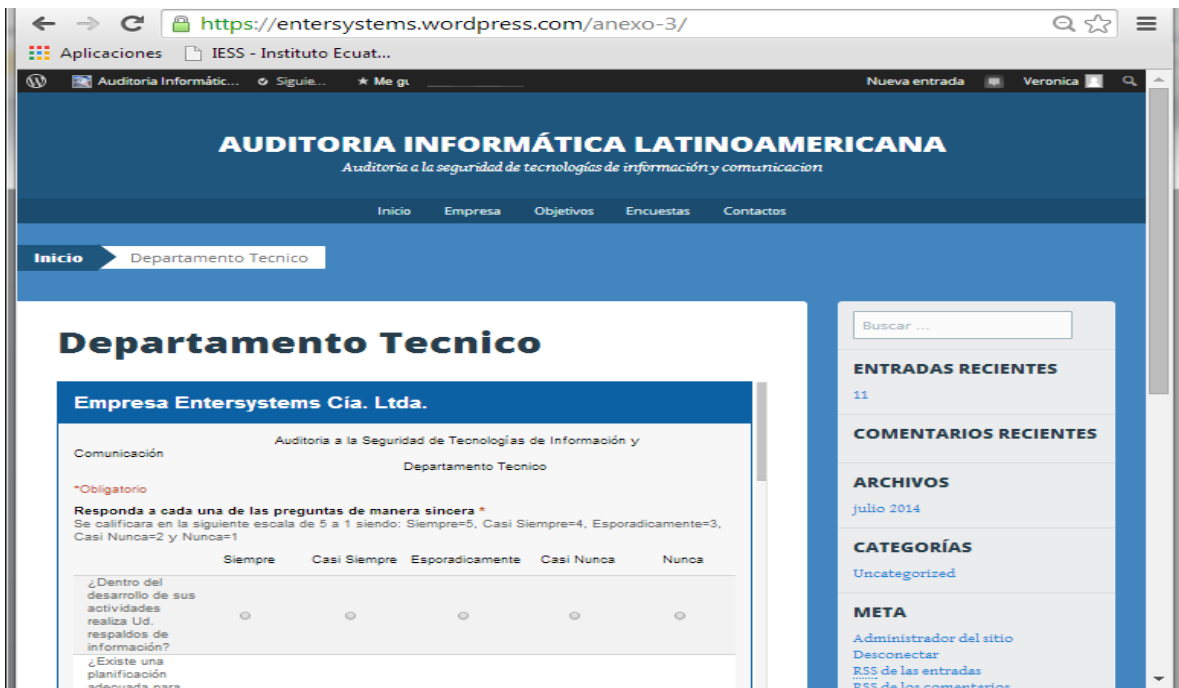 https://entersystems.wordpress.com/anexo-3/
Aplicaciones IESS - Instituto Ecuat...
Auditoria Informátic... Siguie... Me gu Nueva entrada Veronica
AUDITORIA INFORMÁTICA LATINOAMERICANA
Auditoria a la seguridad de tecnologías de información y comunicacion
Inicio Empresa Objetivos Encuestas Contactos
Inicio Departamento Tecnico
Departamento Tecnico
Empresa Entersystems Cía. Ltda.
Auditoria a la Seguridad de Tecnologías de Información y
Comunicación
Departamento Tecnico
*Obligatorio
Responda a cada una de las preguntas de manera sincera *
Se calificara en la siguiente escala de 5 a 1 siendo: Siempre=5, Casi Siempre=4, Esporadicamente=3,
Casi Nunca=2 y Nunca=1
Siempre Casi Siempre Esporadicamente Casi Nunca Nunca
¿Dentro del
desarrollo de sus
actividades
realiza Ud.
respaldos de
información?
¿Existe una
planificación
adecuada para
Buscar ...
ENTRADAS RECIENTES
11
COMENTARIOS RECIENTES
ARCHIVOS
julio 2014
CATEGORÍAS
Uncategorized
META
Administrador del sitio
Desconectar
RSS de las entradas
RSS de los comentarios